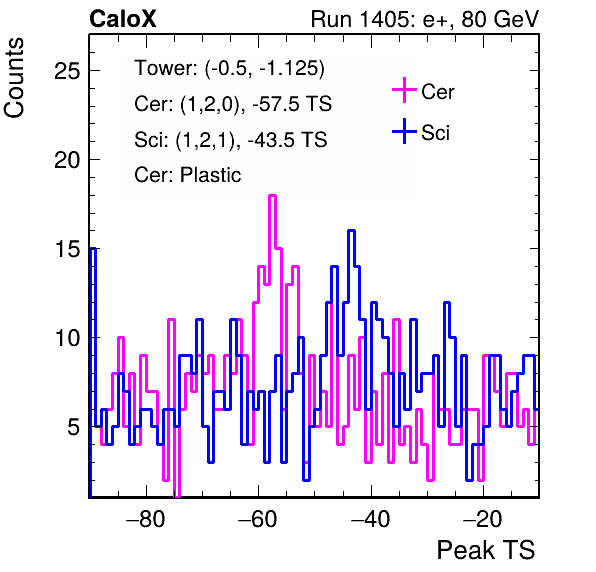 CaloX Run 1405: e+, 80 GeV
Counts
25
20
15
10
5
Tower: (-0.5, -1.125)
Cer: (1,2,0), -57.5 TS
Sci: (1,2,1), -43.5 TS
Cer: Plastic
Cer
Sci
−80 −60 −40 −20
Peak TS